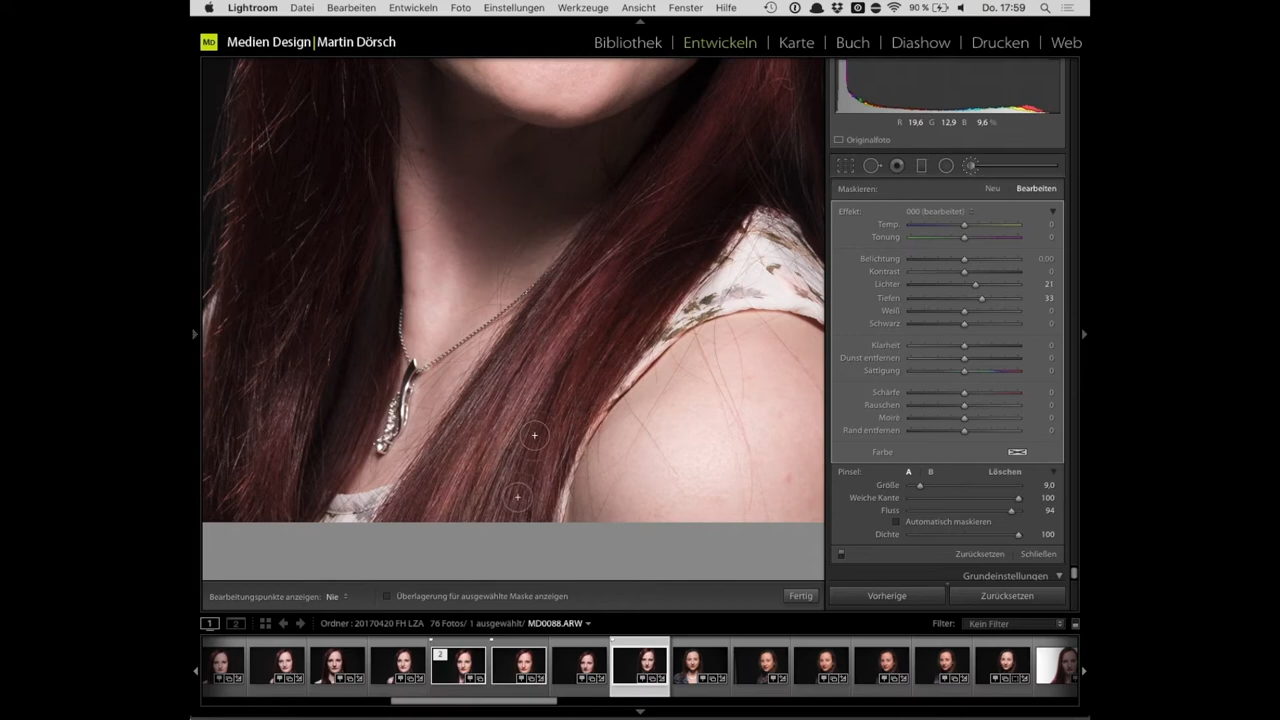 Lightroom Datei Bearbeiten Entwickeln Foto Einstellungen Werkzeuge Ansicht Fenster Hilfe 90 % Do. 17:59
MD Medien Design|Martin Dörsch Bibliothek Entwickeln Karte Buch Diashow Drucken Web
R 19,6 G 12,9 B 9,6 %
Originalfoto
Maskieren: Neu Bearbeiten
Effekt: 000 (bearbeitet)
Temp. 0
Tonung 0
Belichtung 0,00
Kontrast 0
Lichter 21
Tiefen 33
Weiß 0
Schwarz 0
Klarheit 0
Dunst entfernen 0
Sättigung 0
Schärfe 0
Rauschen 0
Moiré 0
Rand entfernen 0
Farbe
Pinsel: A B Löschen
Größe 9,0
Weiche Kante 100
Fluss 94
Automatisch maskieren
Dichte 100
Zurücksetzen Schließen
Grundeinstellungen
Bearbeitungspunkte anzeigen: Nie Überlagerung für ausgewählte Maske anzeigen Fertig Vorherige Zurücksetzen
1 2 Ordner : 20170420 FH LZA 76 Fotos/ 1 ausgewählt/ MD0088.ARW Filter: Kein Filter
2